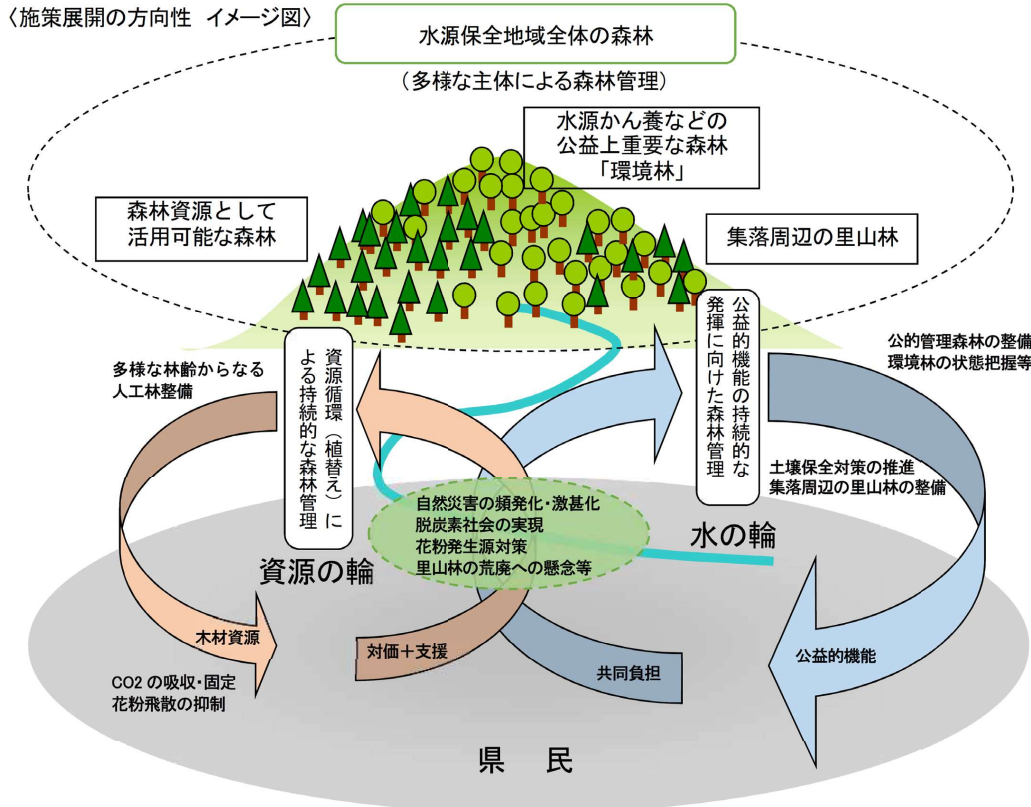 〈施策展開の方向性 イメージ図〉
水源保全地域全体の森林
（多様な主体による森林管理）
水源かん養などの
公益上重要な森林
「環境林」
森林資源として
活用可能な森林
集落周辺の里山林
多様な林齢からなる
人工林整備
資源循環（植替え）に
よる持続的な森林管理
公益的機能の持続的な
発揮に向けた森林管理
公的管理森林の整備
環境林の状態把握等
土壌保全対策の推進
集落周辺の里山林の整備
自然災害の頻発化・激甚化
脱炭素社会の実現
花粉発生源対策
里山林の荒廃への懸念等
資源の輪
水の輪
木材資源
対価＋支援
共同負担
公益的機能
CO2 の吸収・固定
花粉飛散の抑制
県 民